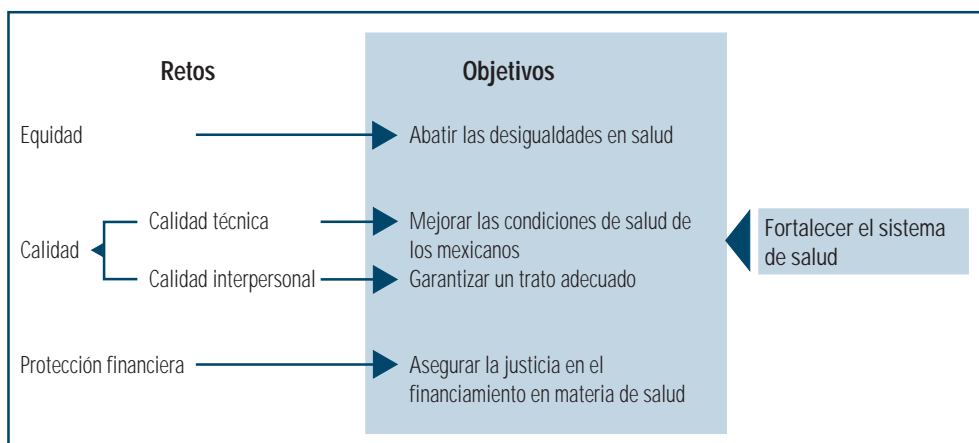 Retos
Objetivos
Equidad
Abatir las desigualdades en salud
Calidad
Calidad técnica
Mejorar las condiciones de salud de
los mexicanos
Calidad interpersonal
Garantizar un trato adecuado
Protección financiera
Asegurar la justicia en el
financiamiento en materia de salud
Fortalecer el sistema
de salud